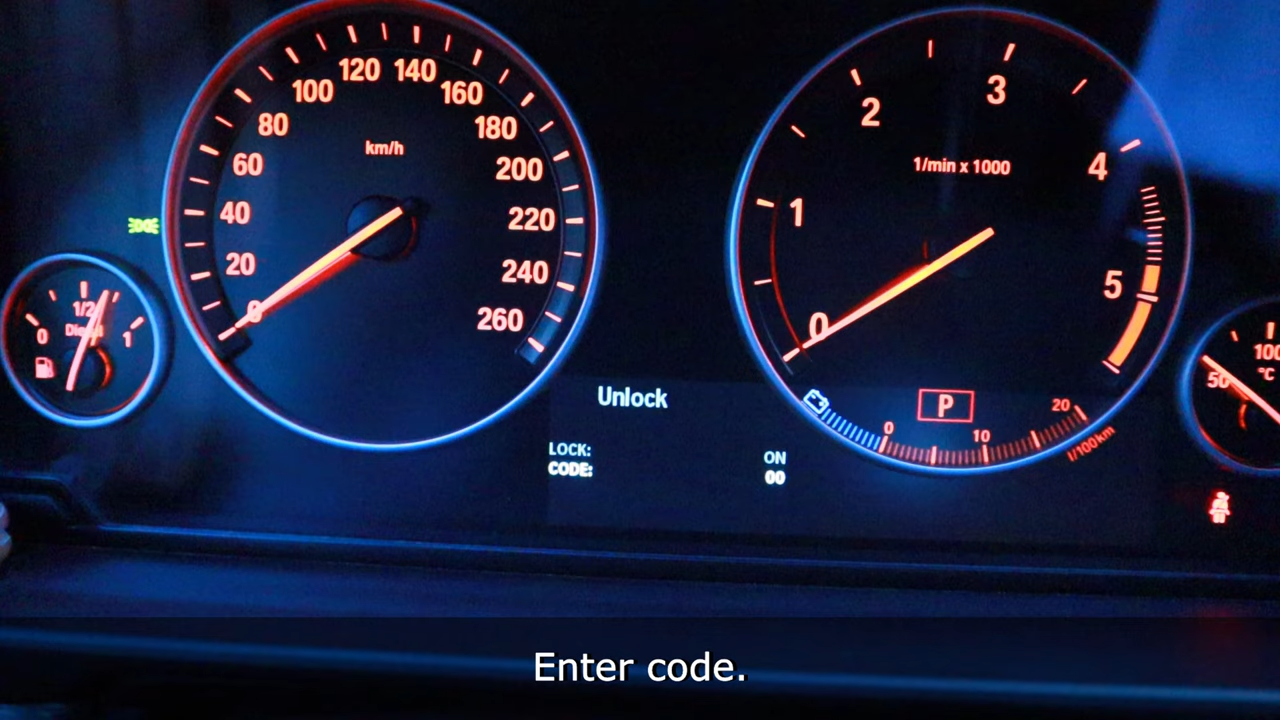 km/h
0
20
40
60
80
100
120
140
160
180
200
220
240
260
0
1/2
1
Diesel
1/min x 1000
0
1
2
3
4
5
P
0
10
20
l/100km
50
100
°C
Unlock
LOCK: ON
CODE: 00
Enter code.